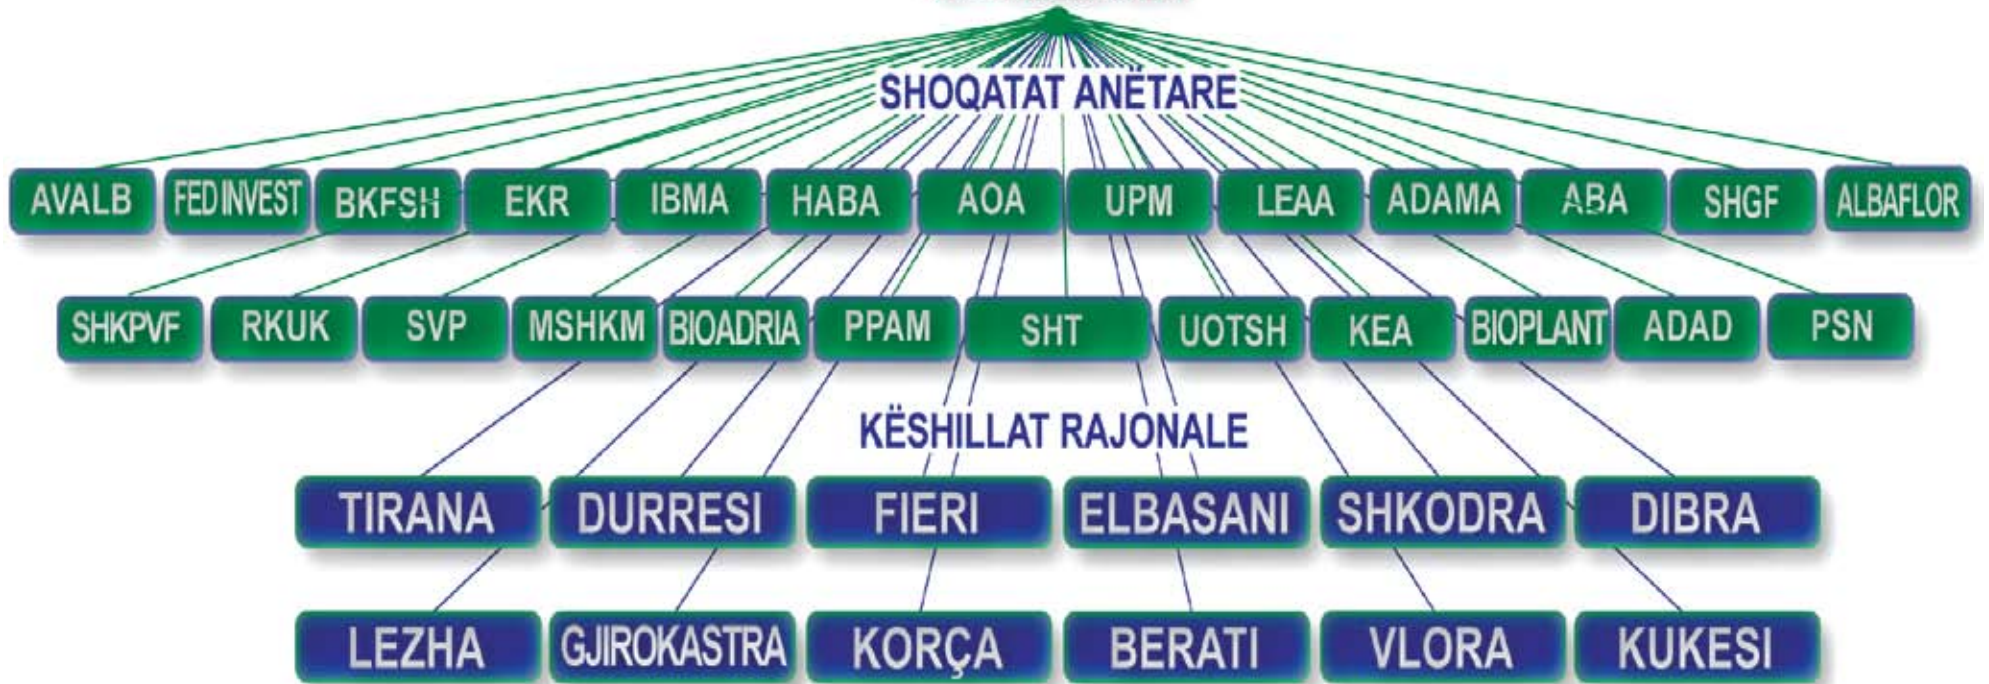 SHOQATAT ANËTARE
AVALB FEDINVEST BKFSH EKR IBMA HABA AOA UPM LEAA ADAMA ABA SHGF ALBAFLOR
SHKPVF RKUK SVP MSHKM BIOADRIA PPAM SHT UOTSH KEA BIOPLANT ADAD PSN
KËSHILLAT RAJONALE
TIRANA DURRESI FIERI ELBASANI SHKODRA DIBRA
LEZHA GJIROKASTRA KORÇA BERATI VLORA KUKESI